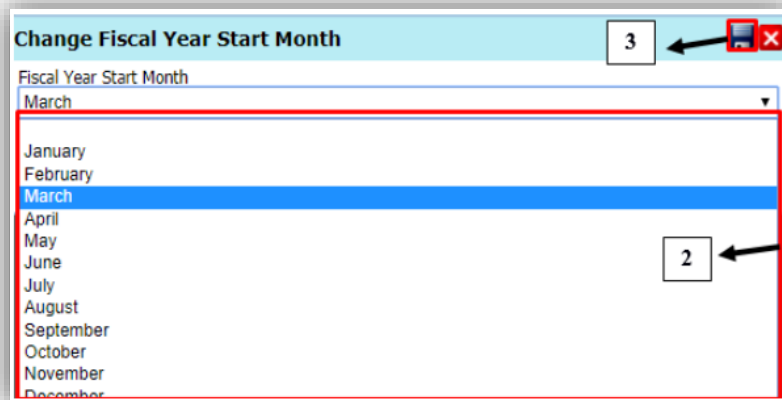 Change Fiscal Year Start Month
3
Fiscal Year Start Month
March
January
February
March
April
May
June
2
July
August
September
October
November
December